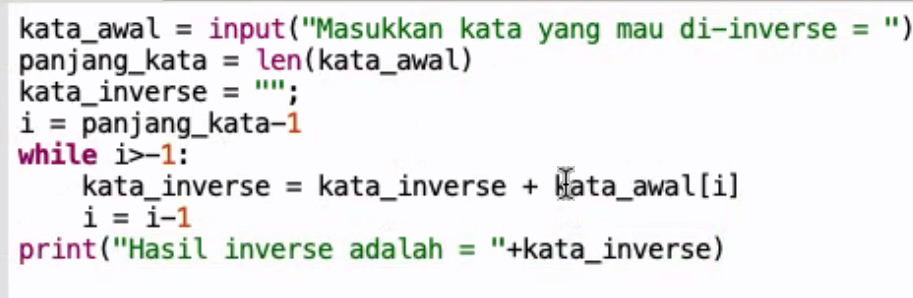 kata_awal = input("Masukkan kata yang mau di-inverse = ")
panjang_kata = len(kata_awal)
kata_inverse = "";
i = panjang_kata-1
while i>-1:
    kata_inverse = kata_inverse + kata_awal[i]
    i = i-1
print("Hasil inverse adalah = "+kata_inverse)